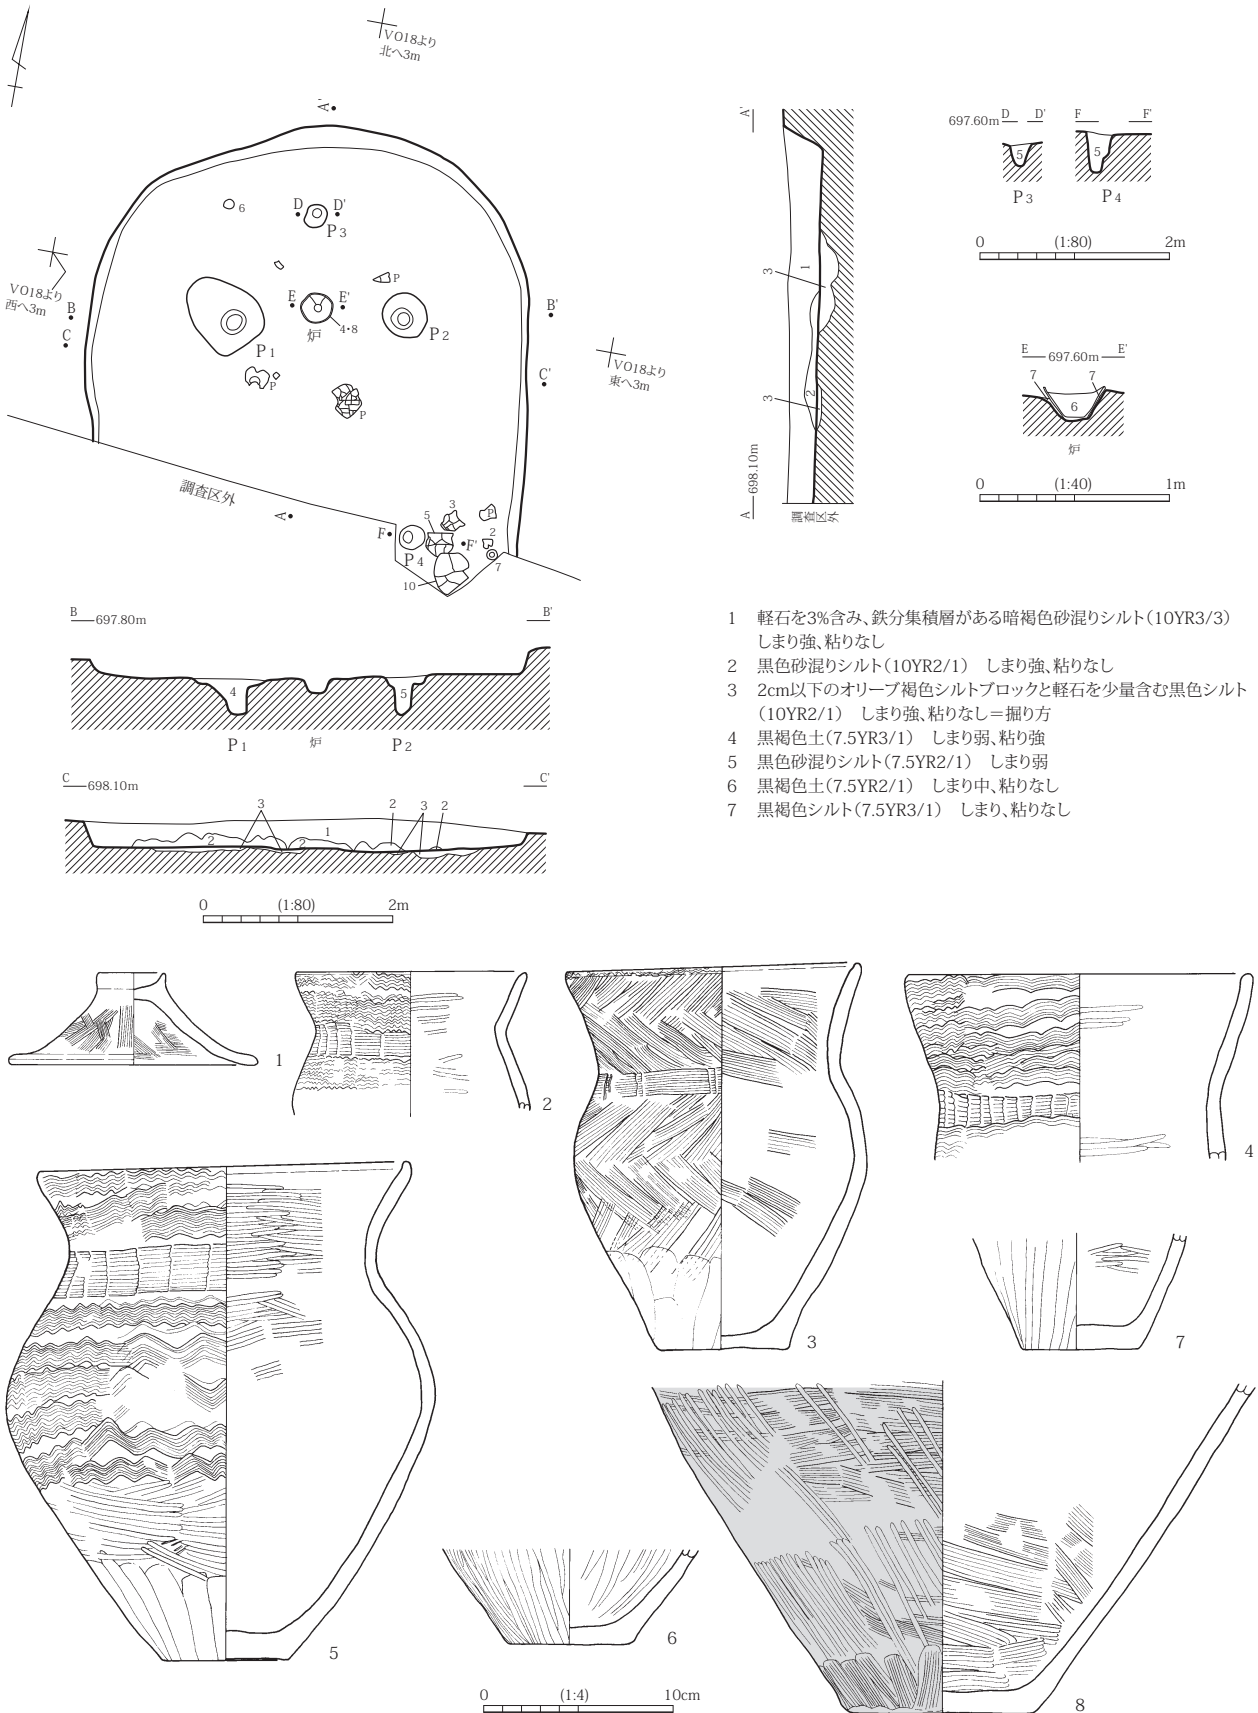 VO18より
北へ3m
A'
6
D
D'
P3
VO18より
西へ3m
B
C
E
E'
P
4・8
炉
P1
P2
B'
C'
VO18より
東へ3m
P
P
調査区外
A
F
P4
5
3
P
F'
2
7
10
A'
1
3
2
3
A
698.10m
調査区外
697.60m
D
D'
F
F'
5
5
P3
P4
0
(1:80)
2m
E
697.60m
E'
7
7
6
炉
0
(1:40)
1m
B
697.80m
B'
4
5
P1
炉
P2
C
698.10m
C'
3
2
3
2
1
2
2
0
(1:80)
2m
1 軽石を3%含み、鉄分集積層がある暗褐色砂混りシルト(10YR3/3)
しまり強、粘りなし
2 黒色砂混りシルト(10YR2/1) しまり強、粘りなし
3 2cm以下のオリーブ褐色シルトブロックと軽石を少量含む黒色シルト
(10YR2/1) しまり強、粘りなし=掘り方
4 黒褐色土(7.5YR3/1) しまり弱、粘り強
5 黒色砂混りシルト(7.5YR2/1) しまり弱
6 黒褐色土(7.5YR2/1) しまり中、粘りなし
7 黒褐色シルト(7.5YR3/1) しまり、粘りなし
1
2
3
4
5
6
7
8
0
(1:4)
10cm